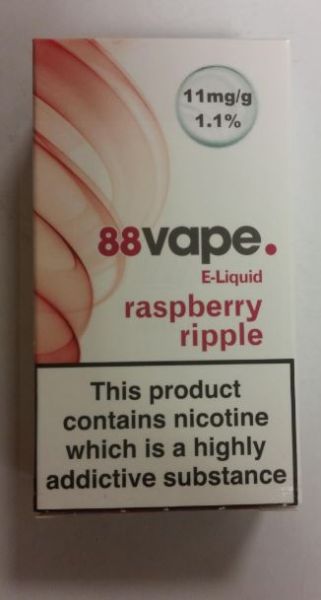 11mg/g
1.1%
88vape.
E-Liquid
raspberry
ripple
This product
contains nicotine
which is a highly
addictive substance